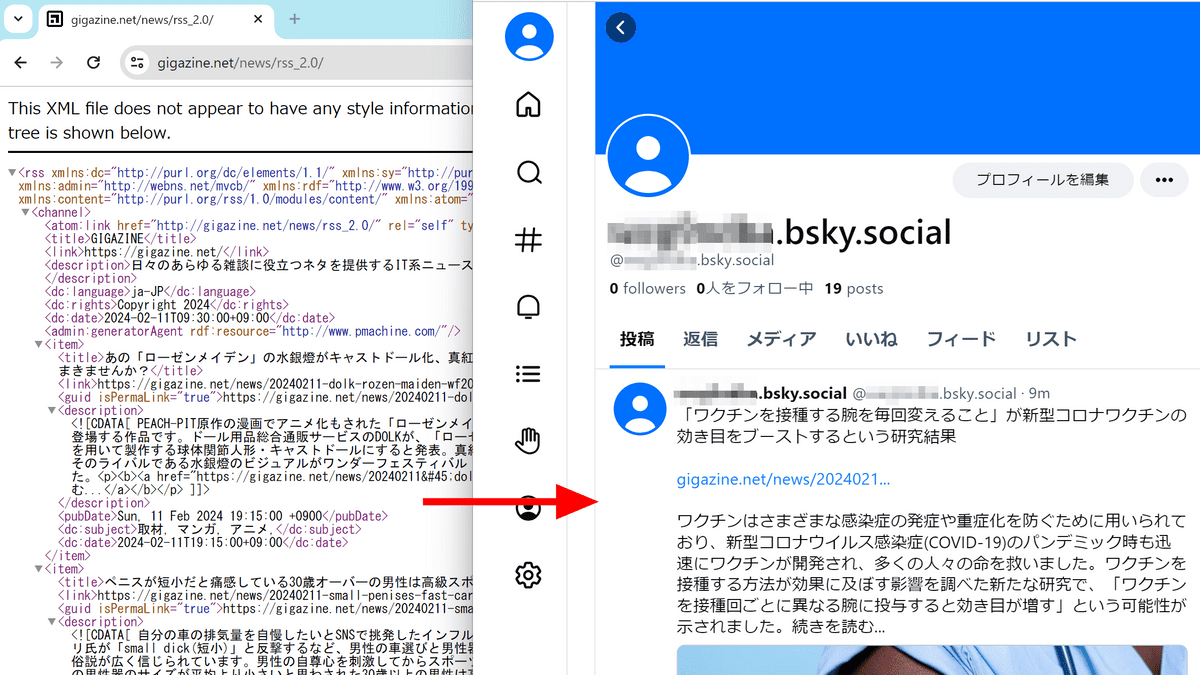 gigazine.net/news/rss_2.0/
gigazine.net/news/rss_2.0/
This XML file does not appear to have any style information
tree is shown below.
▼<rss xmlns:dc="http://purl.org/dc/elements/1.1/" xmlns:sy="http://pur
xmlns:admin="http://webns.net/mvcb/" xmlns:rdf="http://www.w3.org/199
xmlns:content="http://purl.org/rss/1.0/modules/content/" xmlns:atom="
▼<channel>
<atom:link href="http://gigazine.net/news/rss_2.0/" rel="self" ty
<title>GIGAZINE</title>
<link>https://gigazine.net/</link>
<description>日々のあらゆる雑談に役立つネタを提供するIT系ニュース
</description>
<dc:language>ja-JP</dc:language>
<dc:rights>Copyright 2024</dc:rights>
<dc:date>2024-02-11T09:30:00+09:00</dc:date>
<admin:generatorAgent rdf:resource="http://www.pmachine.com/"/>
▼<item>
<title>あの「ローゼンメイデン」の水銀燈がキャストドール化、真紅
まきませんか？</title>
<link>https://gigazine.net/news/20240211-dolk-rozen-maiden-wf20
<guid isPermaLink="true">https://gigazine.net/news/20240211-dol
▼<description>
<![CDATA[ PEACH-PIT原作の漫画でアニメ化もされた「ローゼンメイ
登場する作品です。ドール用品総合通販サービスのDOLKが、「ローゼ
を用いて製作する球体関節人形・キャストドールにすると発表。真紅
そのライバルである水銀燈のビジュアルがワンダーフェスティバル
た。<p><b><a href="https://gigazine.net/news/20240211&#45;dol
む...</a></b></p> ]]>
</description>
<pubDate>Sun, 11 Feb 2024 19:15:00 +0900</pubDate>
<dc:subject>取材, マンガ, アニメ,</dc:subject>
<dc:date>2024-02-11T19:15:00+09:00</dc:date>
</item>
▼<item>
<title>ペニスが短小だと痛感している30歳オーバーの男性は高級スポ
<link>https://gigazine.net/news/20240211-small-penises-fast-car
<guid isPermaLink="true">https://gigazine.net/news/20240211-sma
▼<description>
<![CDATA[ 自分の車の排気量を自慢したいとSNSで挑発したインフル
リ氏が「small dick(短小)」と反撃するなど、男性の車選びと男性器
俗説が広く信じられています。男性の自尊心を刺激してからスポーツ
の男性器のサイズが平均より小さいと思わされた30歳以上の男性は高
プロフィールを編集
.bsky.social
@ .bsky.social
0 followers 0人をフォロー中 19 posts
投稿 返信 メディア いいね フィード リスト
.bsky.social @ .bsky.social · 9m
「ワクチンを接種する腕を毎回変えること」が新型コロナワクチンの
効き目をブーストするという研究結果
gigazine.net/news/2024021...
ワクチンはさまざまな感染症の発症や重症化を防ぐために用いられて
おり、新型コロナウイルス感染症(COVID-19)のパンデミック時も迅
速にワクチンが開発され、多くの人々の命を救いました。ワクチンを
接種する方法が効果に及ぼす影響を調べた新たな研究で、「ワクチン
を接種回ごとに異なる腕に投与すると効き目が増す」という可能性が
示されました。続きを読む...